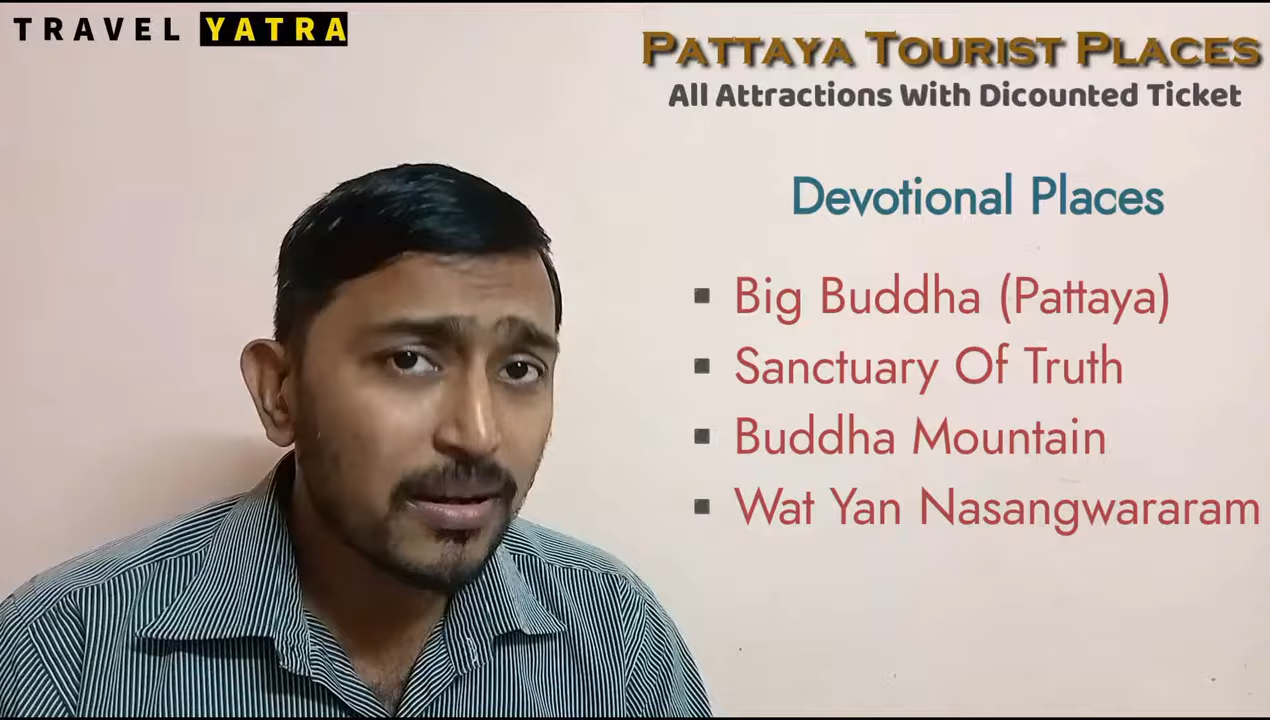 TRAVEL YATRA
PATTAYA TOURIST PLACES
All Attractions With Dicounted Ticket
Devotional Places
▪ Big Buddha (Pattaya)
▪ Sanctuary Of Truth
▪ Buddha Mountain
▪ Wat Yan Nasangwararam